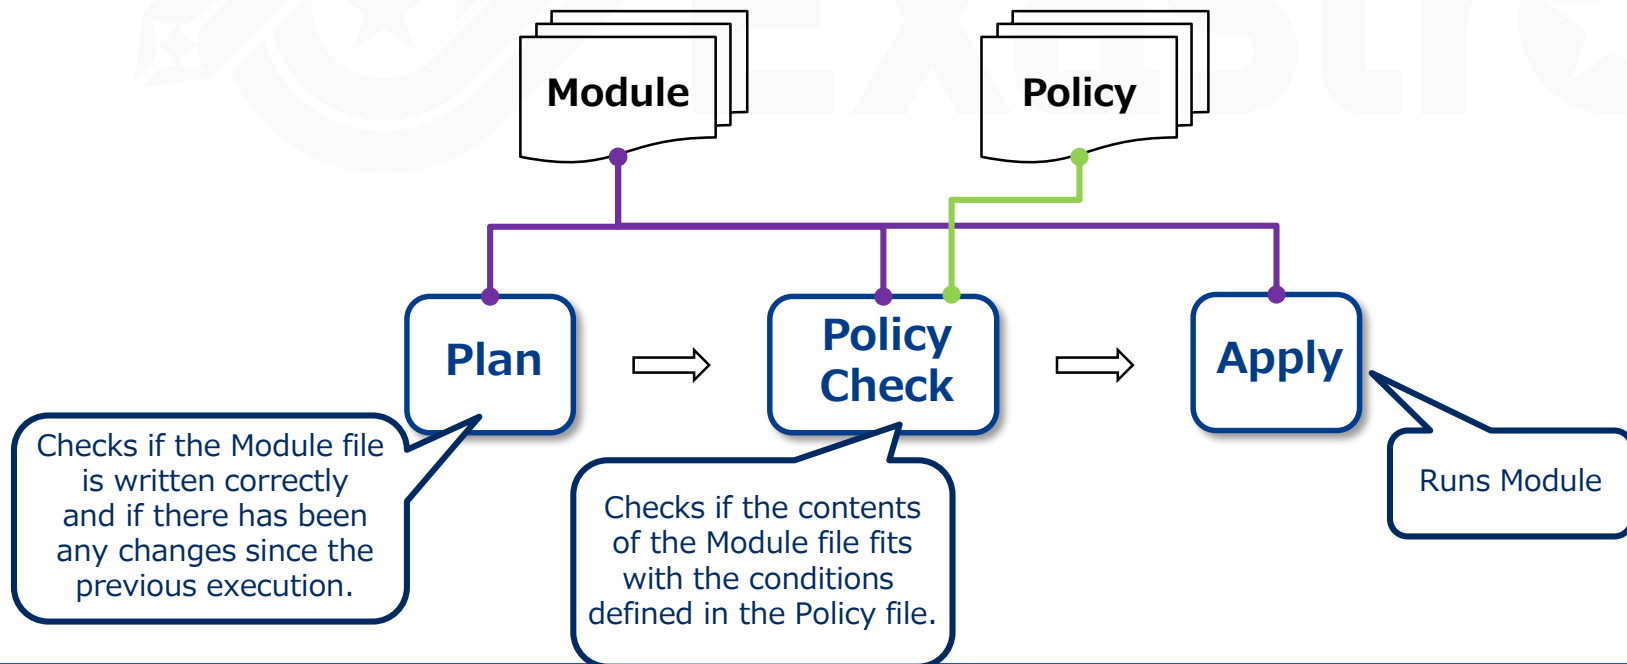 Module
Policy
Plan
Policy
Check
Apply
Checks if the Module file
is written correctly
and if there has been
any changes since the
previous execution.
Checks if the contents
of the Module file fits
with the conditions
defined in the Policy file.
Runs Module